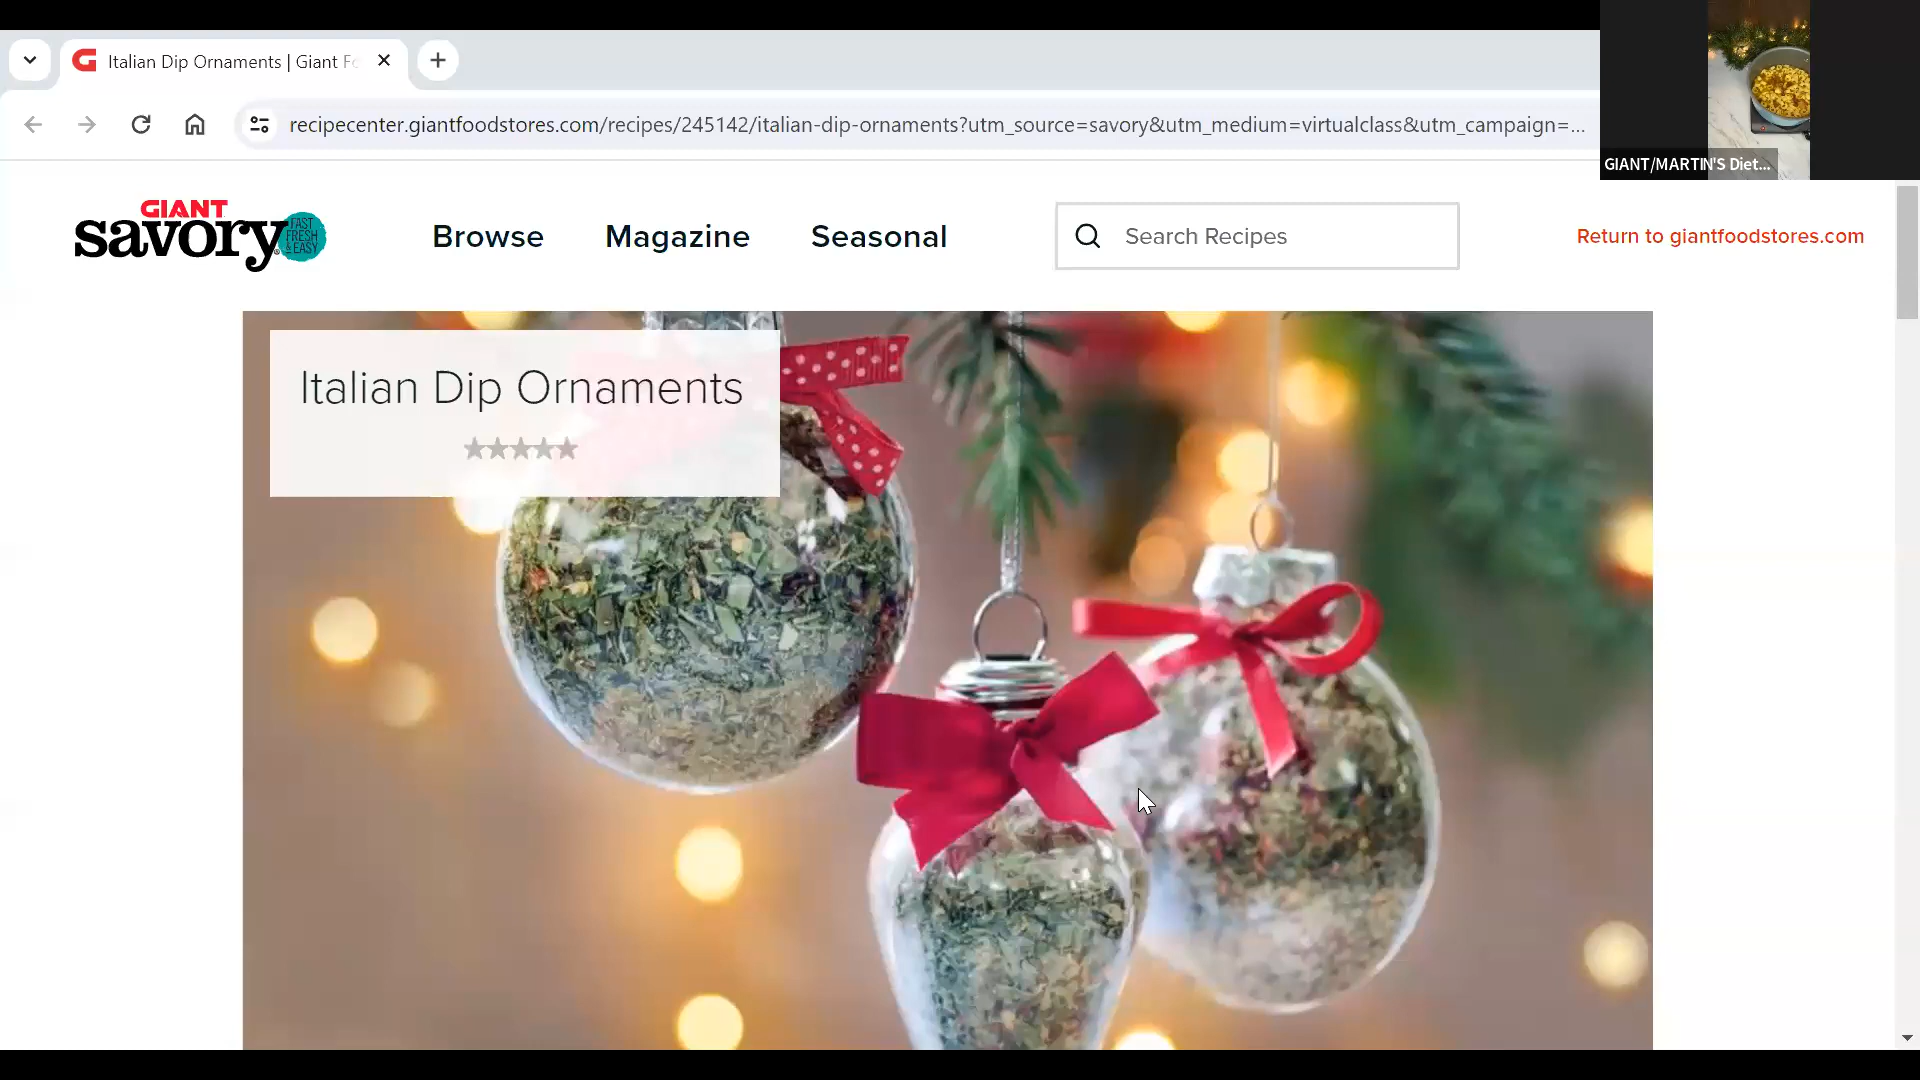 Italian Dip Ornaments | Giant Fo
recipecenter.giantfoodstores.com/recipes/245142/italian-dip-ornaments?utm_source=savory&utm_medium=virtualclass&utm_campaign=...
GIANT/MARTIN'S Diet...
GIANT
savory
FAST
FRESH
& EASY
Browse
Magazine
Seasonal
Search Recipes
Return to giantfoodstores.com
Italian Dip Ornaments